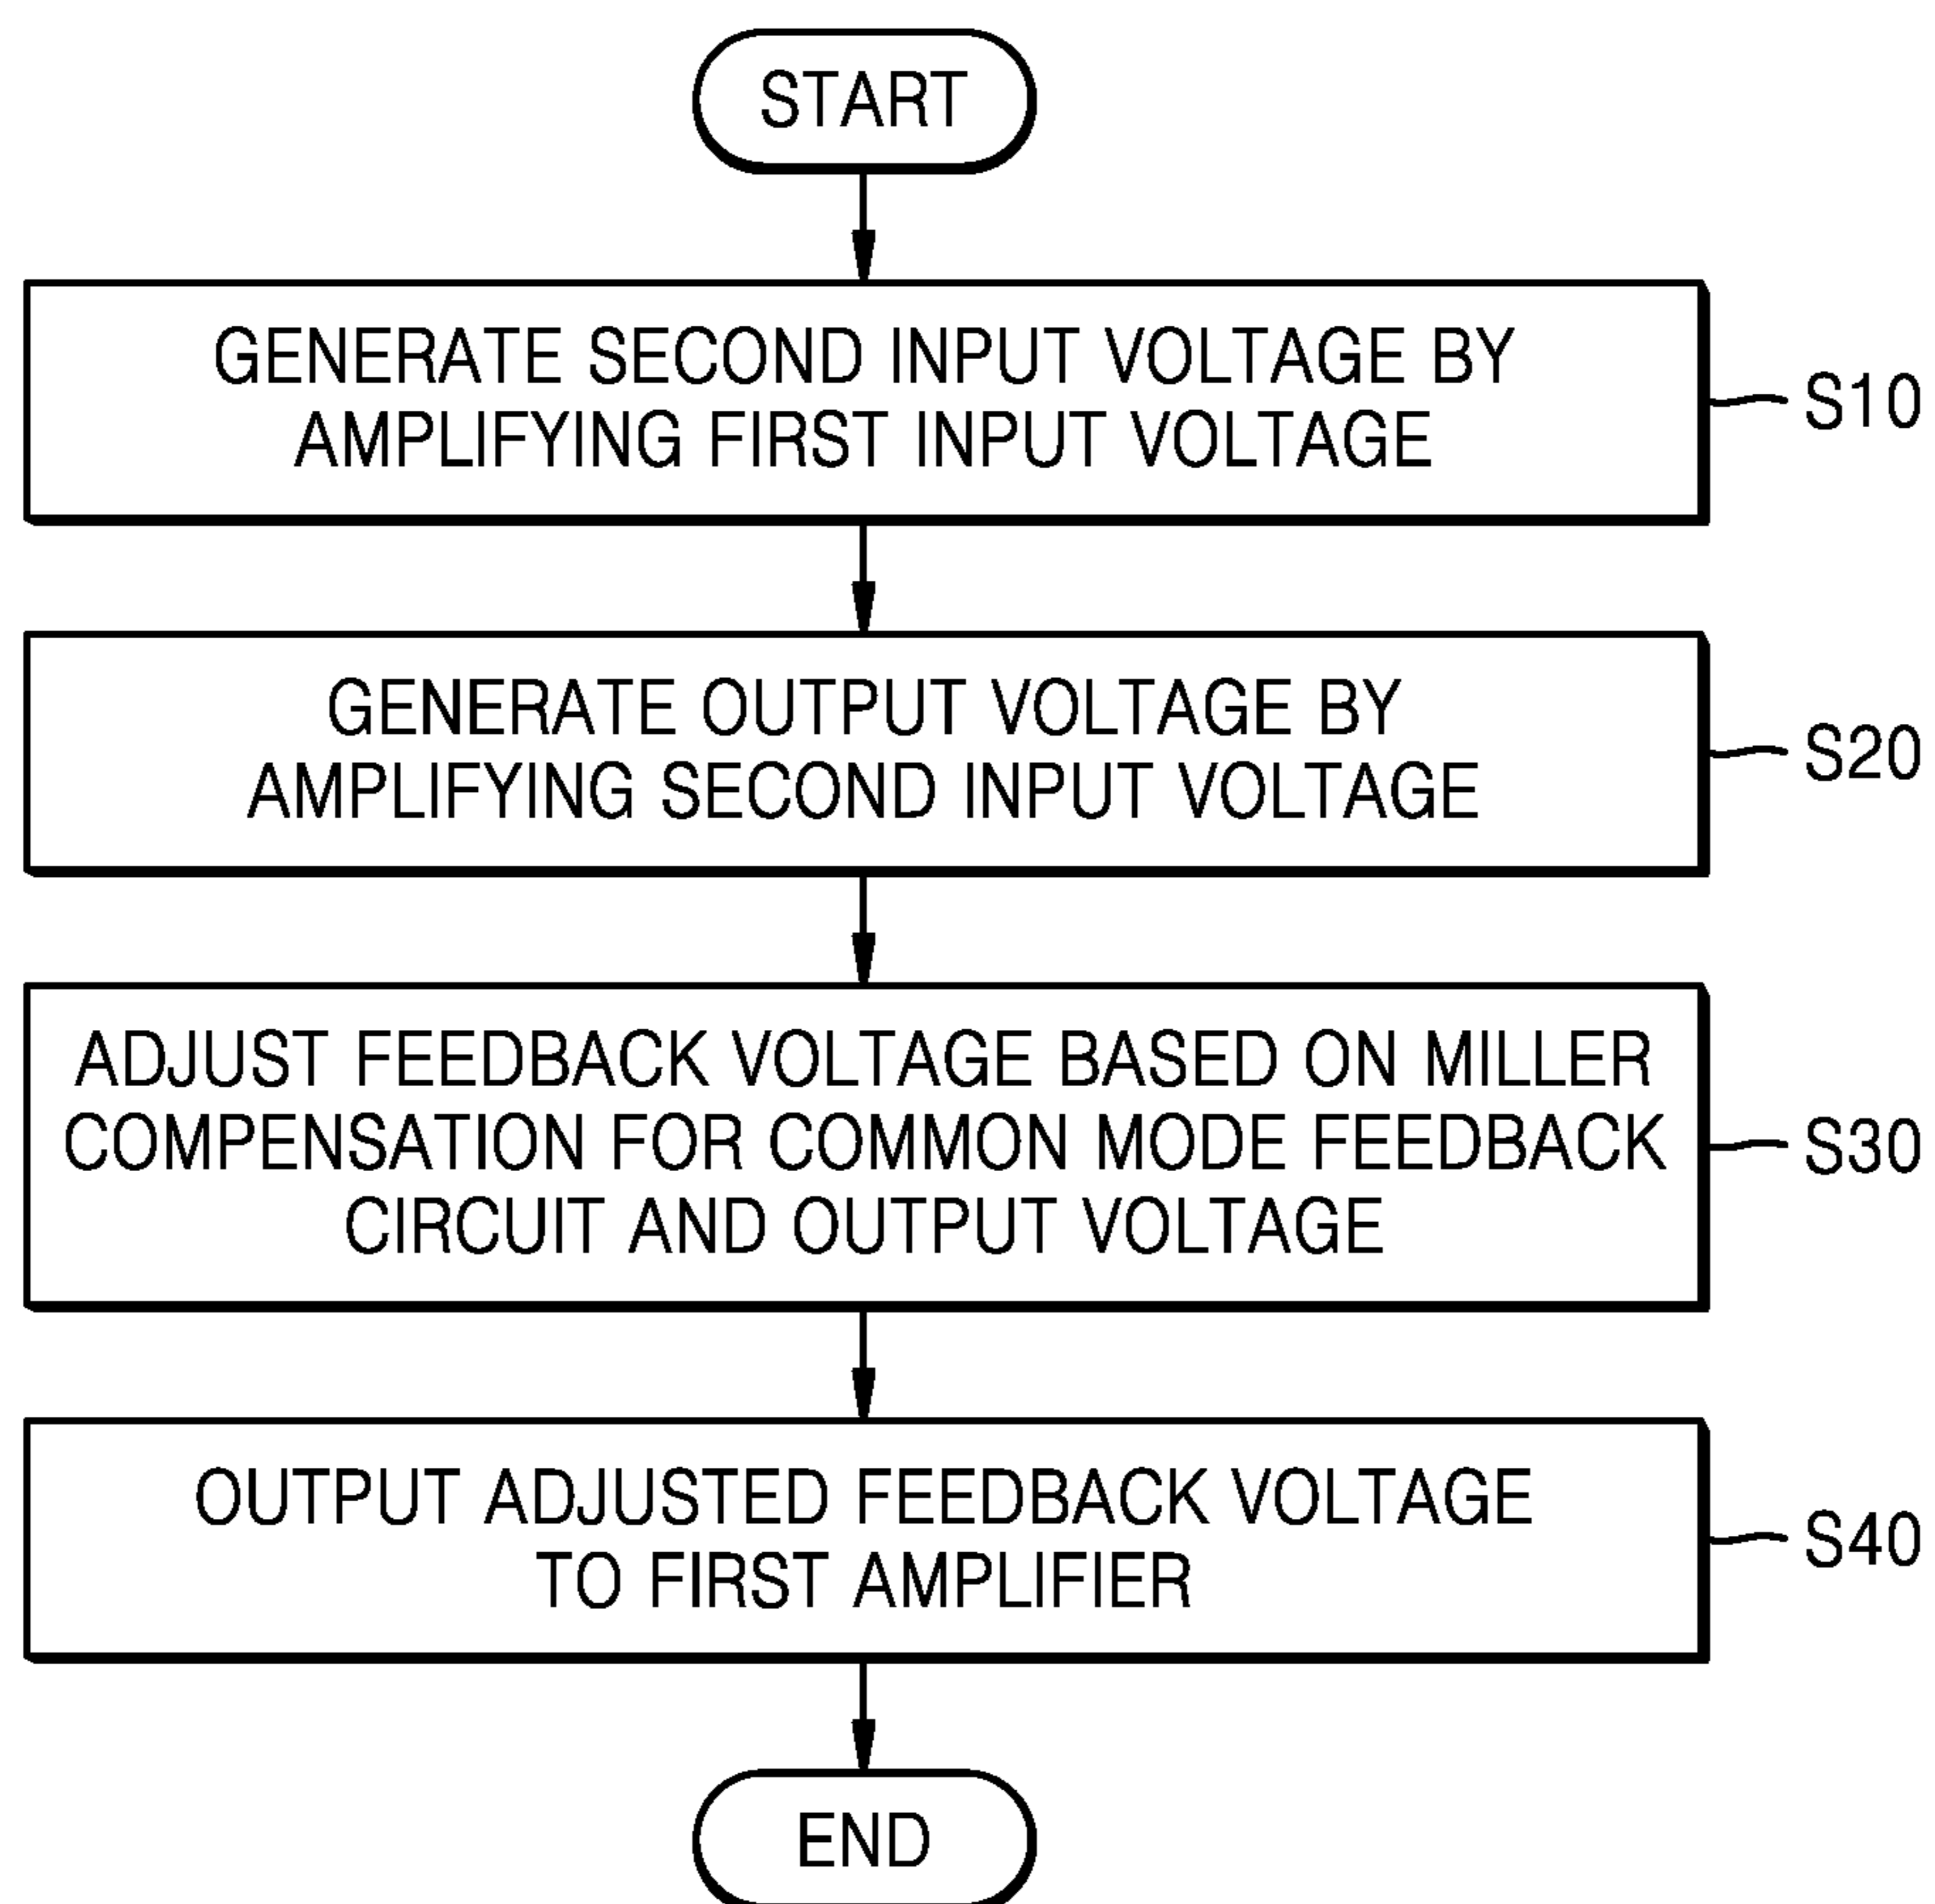 START
GENERATE SECOND INPUT VOLTAGE BY
AMPLIFYING FIRST INPUT VOLTAGE
S10
GENERATE OUTPUT VOLTAGE BY
AMPLIFYING SECOND INPUT VOLTAGE
S20
ADJUST FEEDBACK VOLTAGE BASED ON MILLER
COMPENSATION FOR COMMON MODE FEEDBACK
CIRCUIT AND OUTPUT VOLTAGE
S30
OUTPUT ADJUSTED FEEDBACK VOLTAGE
TO FIRST AMPLIFIER
S40
END